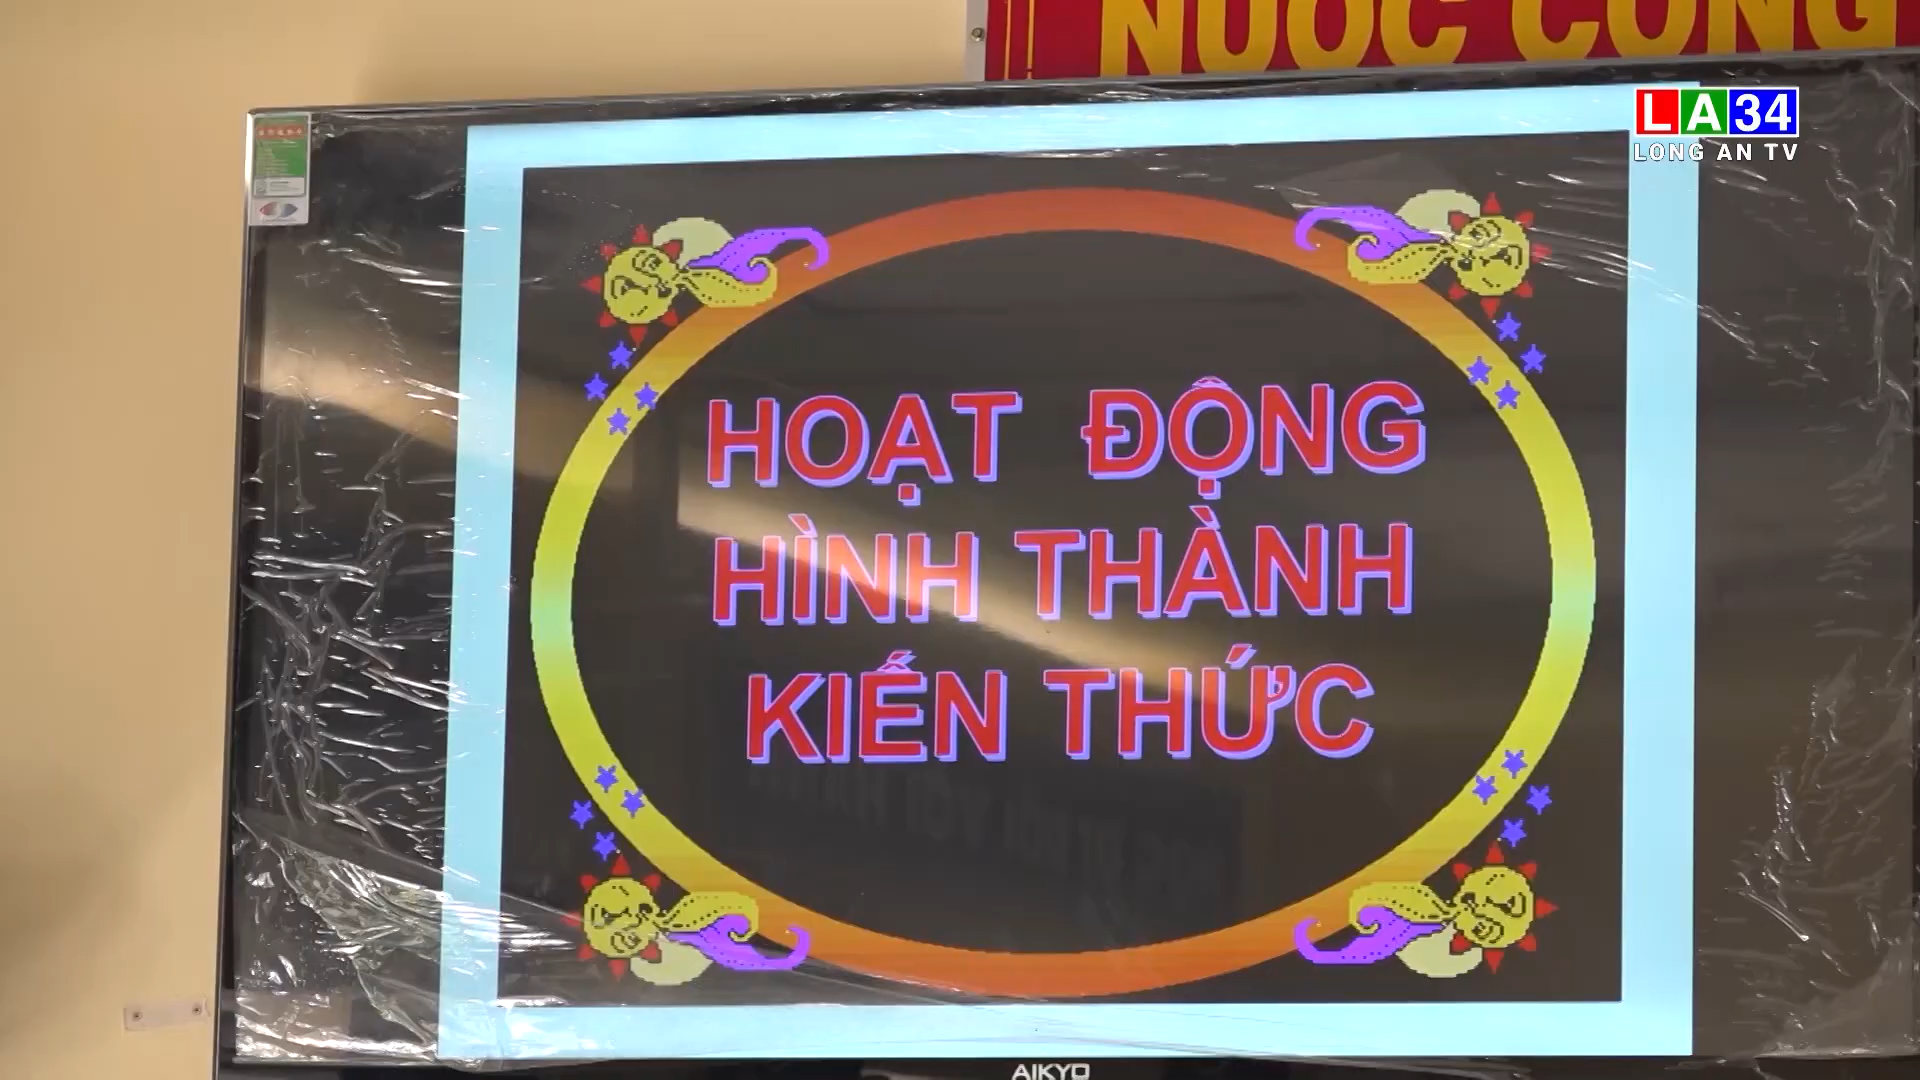 NƯỚC CỘNG
LA34
LONG AN TV
HOẠT ĐỘNG
HÌNH THÀNH
KIẾN THỨC
AIKYO